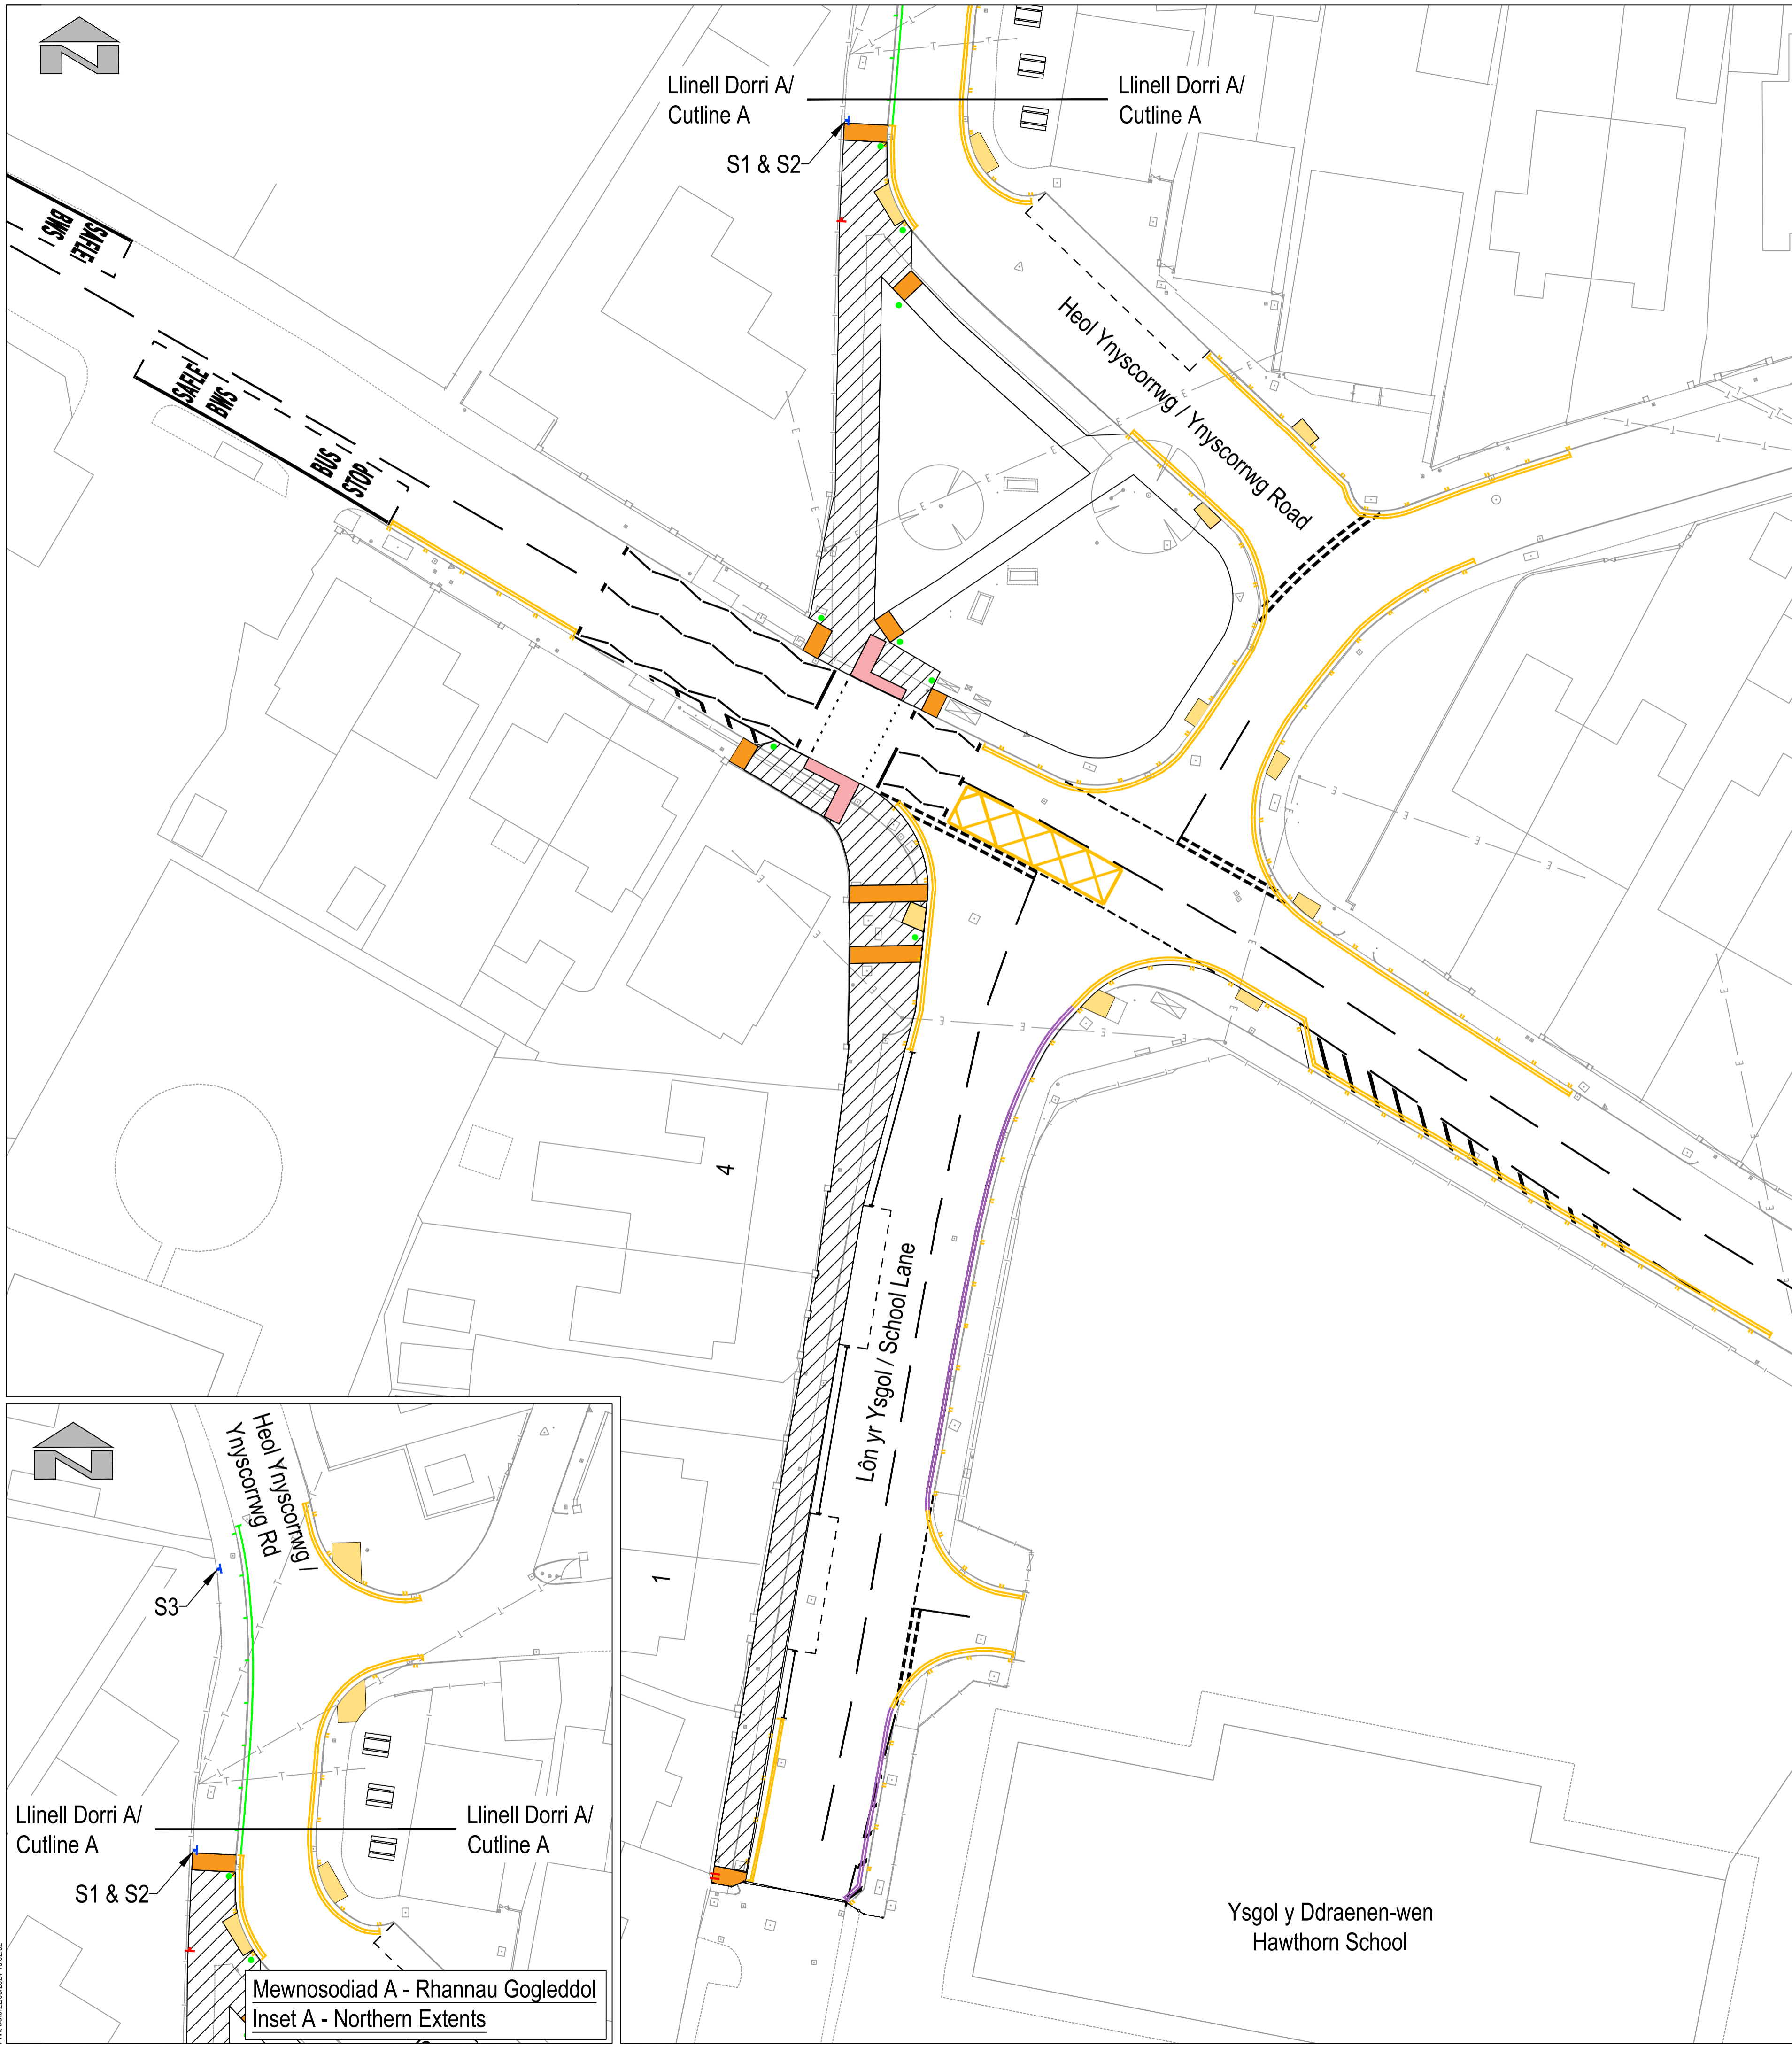 N
Llinell Dorri A/
Cutline A
Llinell Dorri A/
Cutline A
S1 & S2
SAFLE
BWS
SAFLE
BWS
BUS
STOP
Heol Ynyscorrwg / Ynyscorrwg Road
4
Lôn yr Ysgol / School Lane
1
Ysgol y Ddraenen-wen
Hawthorn School
N
Heol Ynyscorrwg /
Ynyscorrwg Rd
S3
Llinell Dorri A/
Cutline A
Llinell Dorri A/
Cutline A
S1 & S2
Mewnosodiad A - Rhannau Gogleddol
Inset A - Northern Extents